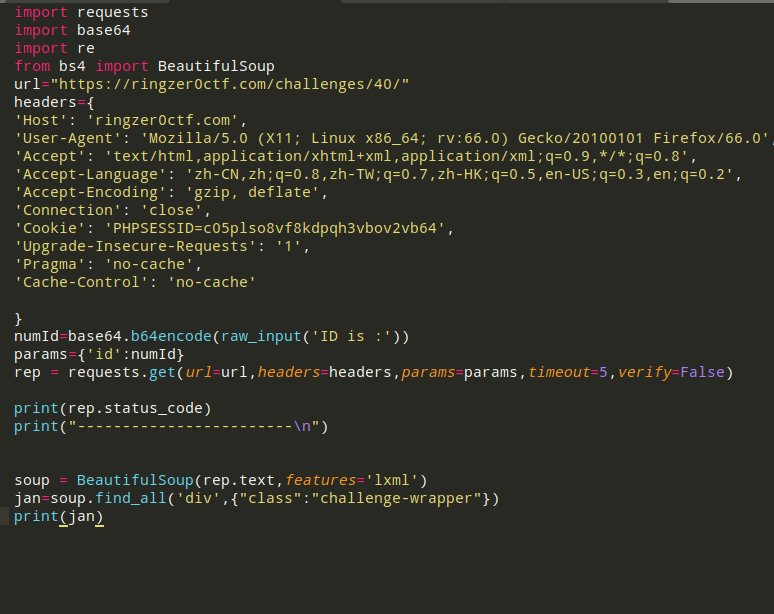 import requests
import base64
import re
from bs4 import BeautifulSoup
url="https://ringzer0ctf.com/challenges/40/"
headers={
'Host': 'ringzer0ctf.com',
'User-Agent': 'Mozilla/5.0 (X11; Linux x86_64; rv:66.0) Gecko/20100101 Firefox/66.0',
'Accept': 'text/html,application/xhtml+xml,application/xml;q=0.9,*/*;q=0.8',
'Accept-Language': 'zh-CN,zh;q=0.8,zh-TW;q=0.7,zh-HK;q=0.5,en-US;q=0.3,en;q=0.2',
'Accept-Encoding': 'gzip, deflate',
'Connection': 'close',
'Cookie': 'PHPSESSID=c05plso8vf8kdpqh3vbov2vb64',
'Upgrade-Insecure-Requests': '1',
'Pragma': 'no-cache',
'Cache-Control': 'no-cache'
}
numId=base64.b64encode(raw_input('ID is :'))
params={'id':numId}
rep = requests.get(url=url,headers=headers,params=params,timeout=5,verify=False)
print(rep.status_code)
print("------------------------\n")
soup = BeautifulSoup(rep.text,features='lxml')
jan=soup.find_all('div',{"class":"challenge-wrapper"})
print(jan)